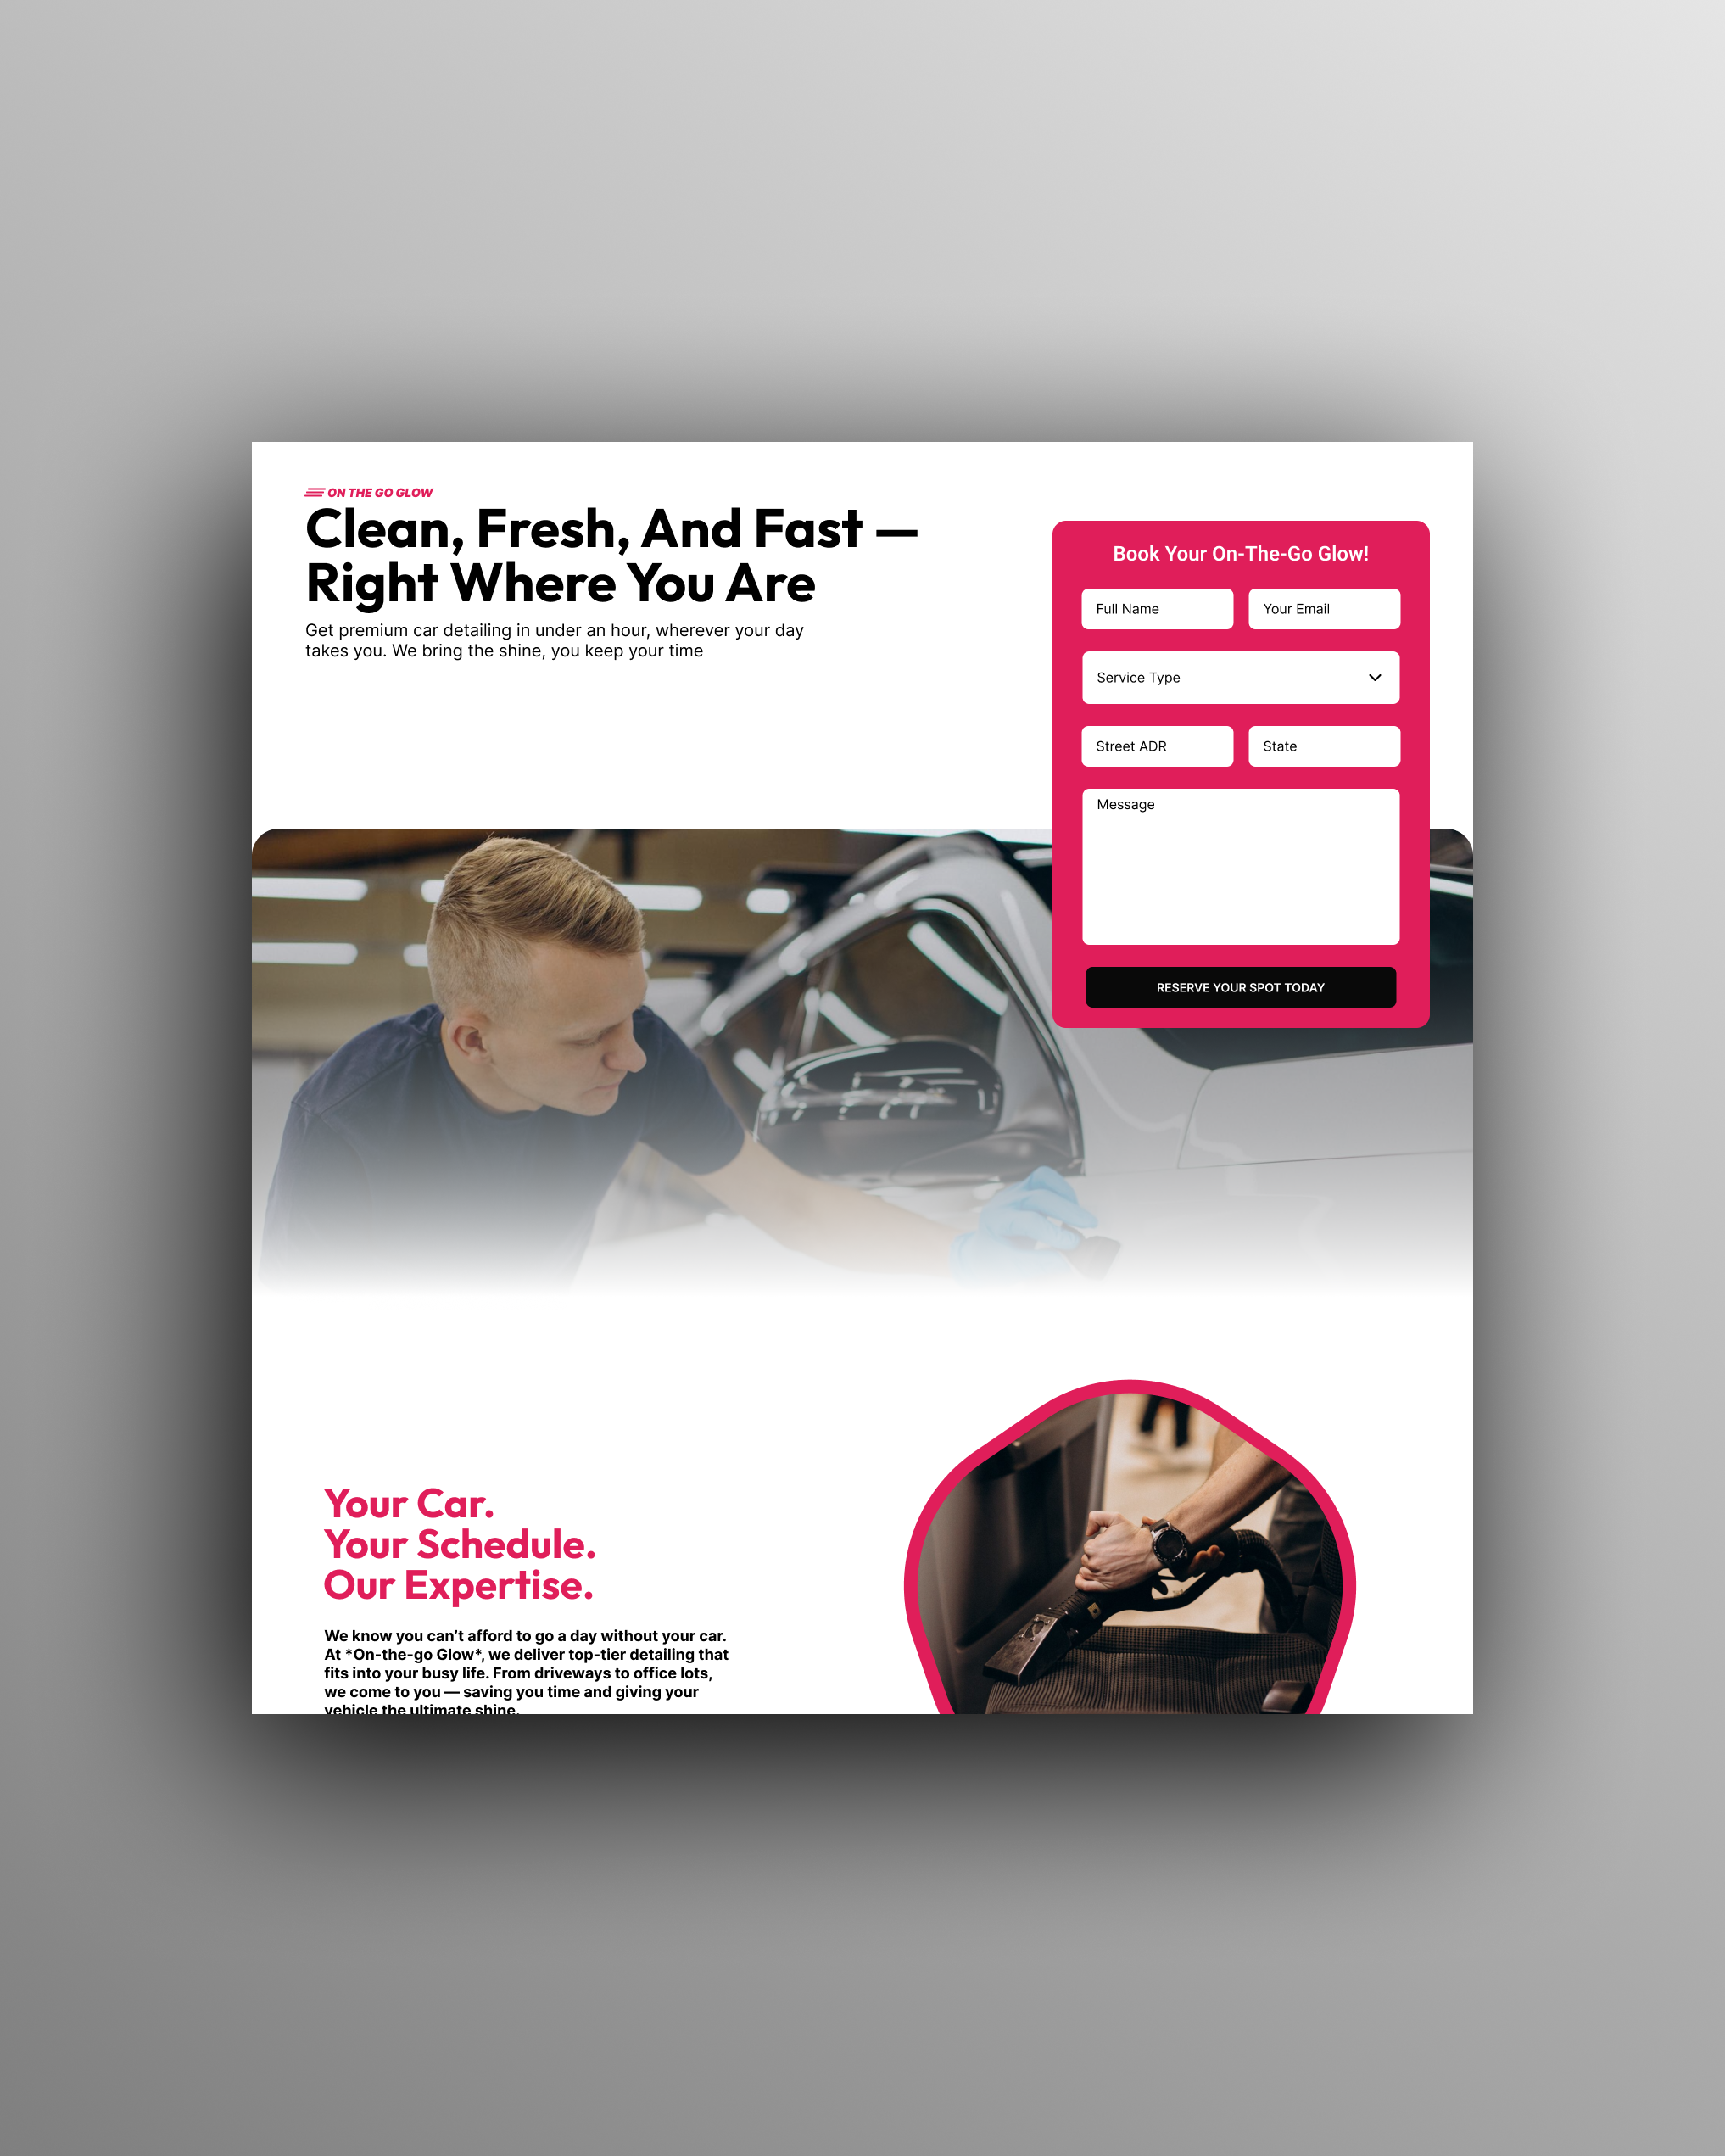 ON THE GO GLOW
Clean, Fresh, And Fast —
Right Where You Are
Get premium car detailing in under an hour, wherever your day
takes you. We bring the shine, you keep your time
Book Your On-The-Go Glow!
Full Name
Your Email
Service Type
Street ADR
State
Message
RESERVE YOUR SPOT TODAY
Your Car.
Your Schedule.
Our Expertise.
We know you can’t afford to go a day without your car.
At *On-the-go Glow*, we deliver top-tier detailing that
fits into your busy life. From driveways to office lots,
we come to you — saving you time and giving your
vehicle the ultimate shine.